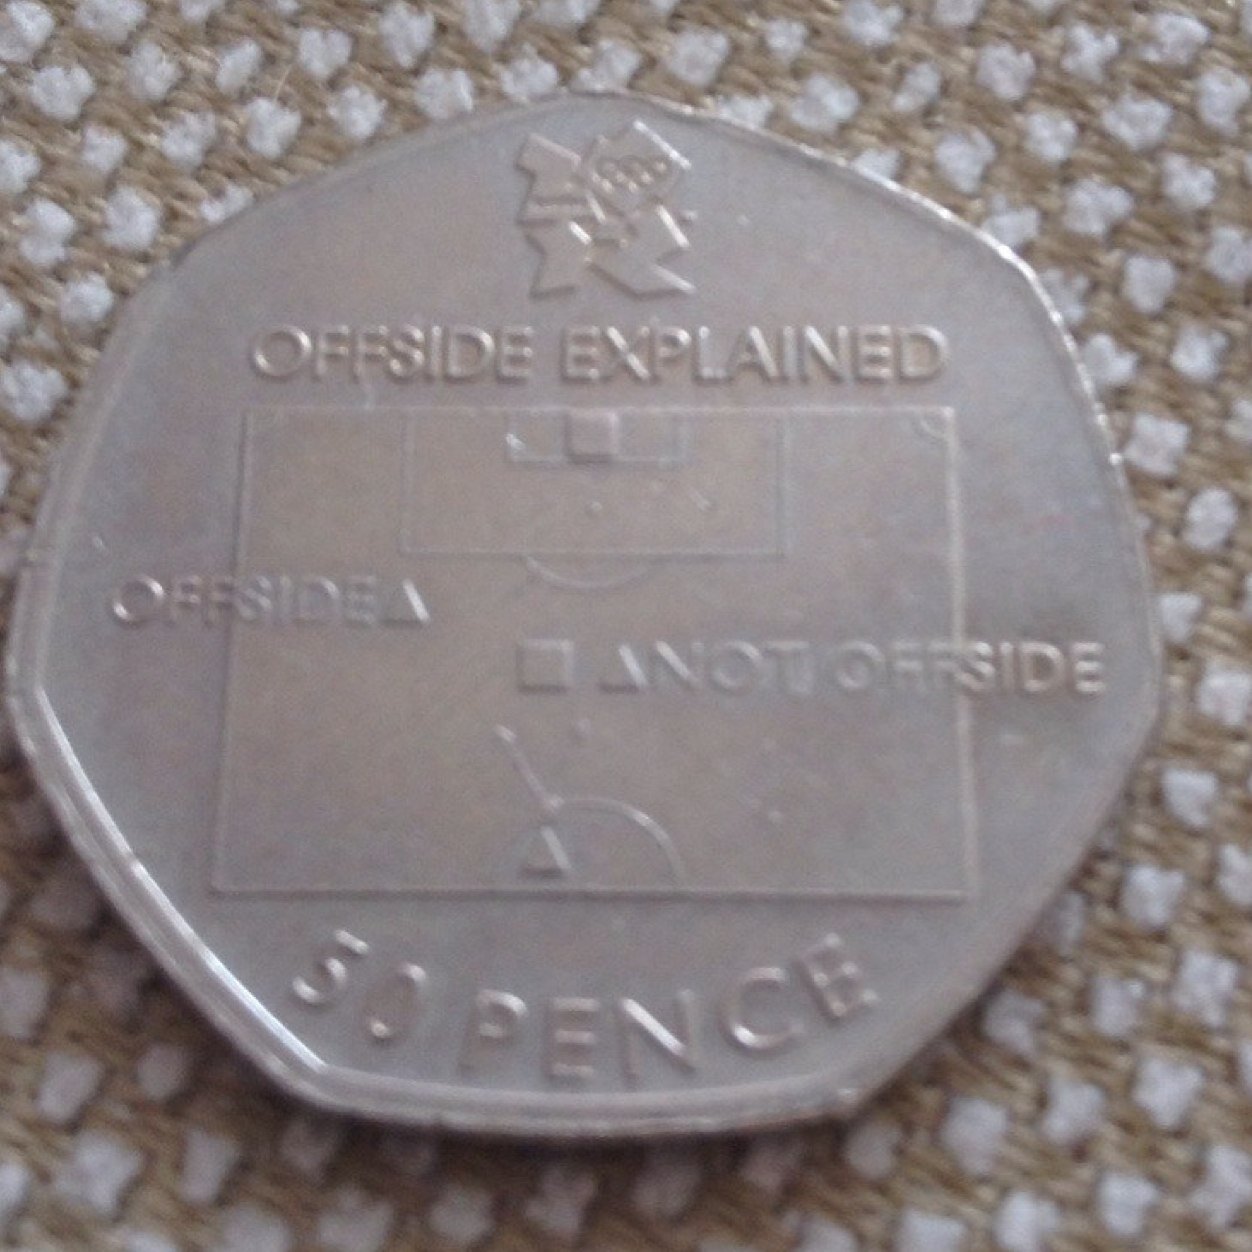 OFFSIDE EXPLAINED
OFFSIDE
NOT OFFSIDE
50 PENCE